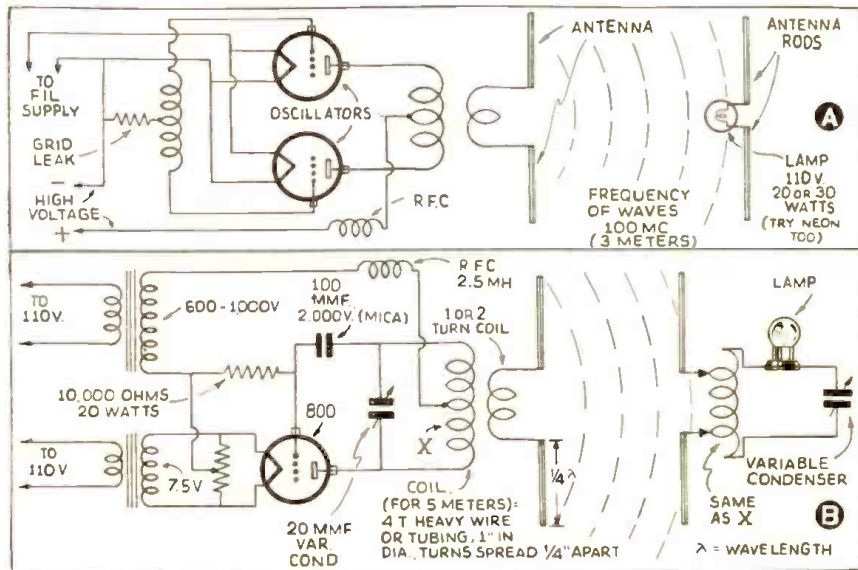 TO
FIL
SUPPLY
GRID
LEAK
–
HIGH
VOLTAGE
+
OSCILLATORS
R.F.C
ANTENNA
FREQUENCY
OF WAVES
100 MC
(3 METERS)
ANTENNA
RODS
A
LAMP
110 V.
20 OR 30
WATTS
(TRY NEON
TOO)
TO
110V.
600-1,000V
10,000 OHMS
20 WATTS
TO
110 V
7.5V
100
MMF.
2,000V. (MICA)
RFC
2.5 MH
1 OR 2
TURN COIL
800
X
20 MMF
VAR.
COND
COIL
(FOR 5 METERS)=
4 T HEAVY WIRE
OR TUBING, 1" IN
DIA., TURNS SPREAD 1/4" APART
1/4 λ
LAMP
VARIABLE
CONDENSER
SAME
AS X
B
λ = WAVELENGTH